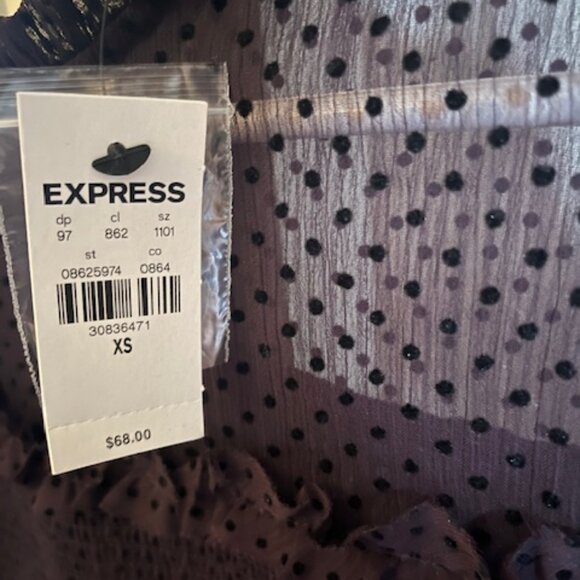 EXPRESS
dp cl sz
97 862 1101
st co
08625974 0864
30836471
XS
$68.00